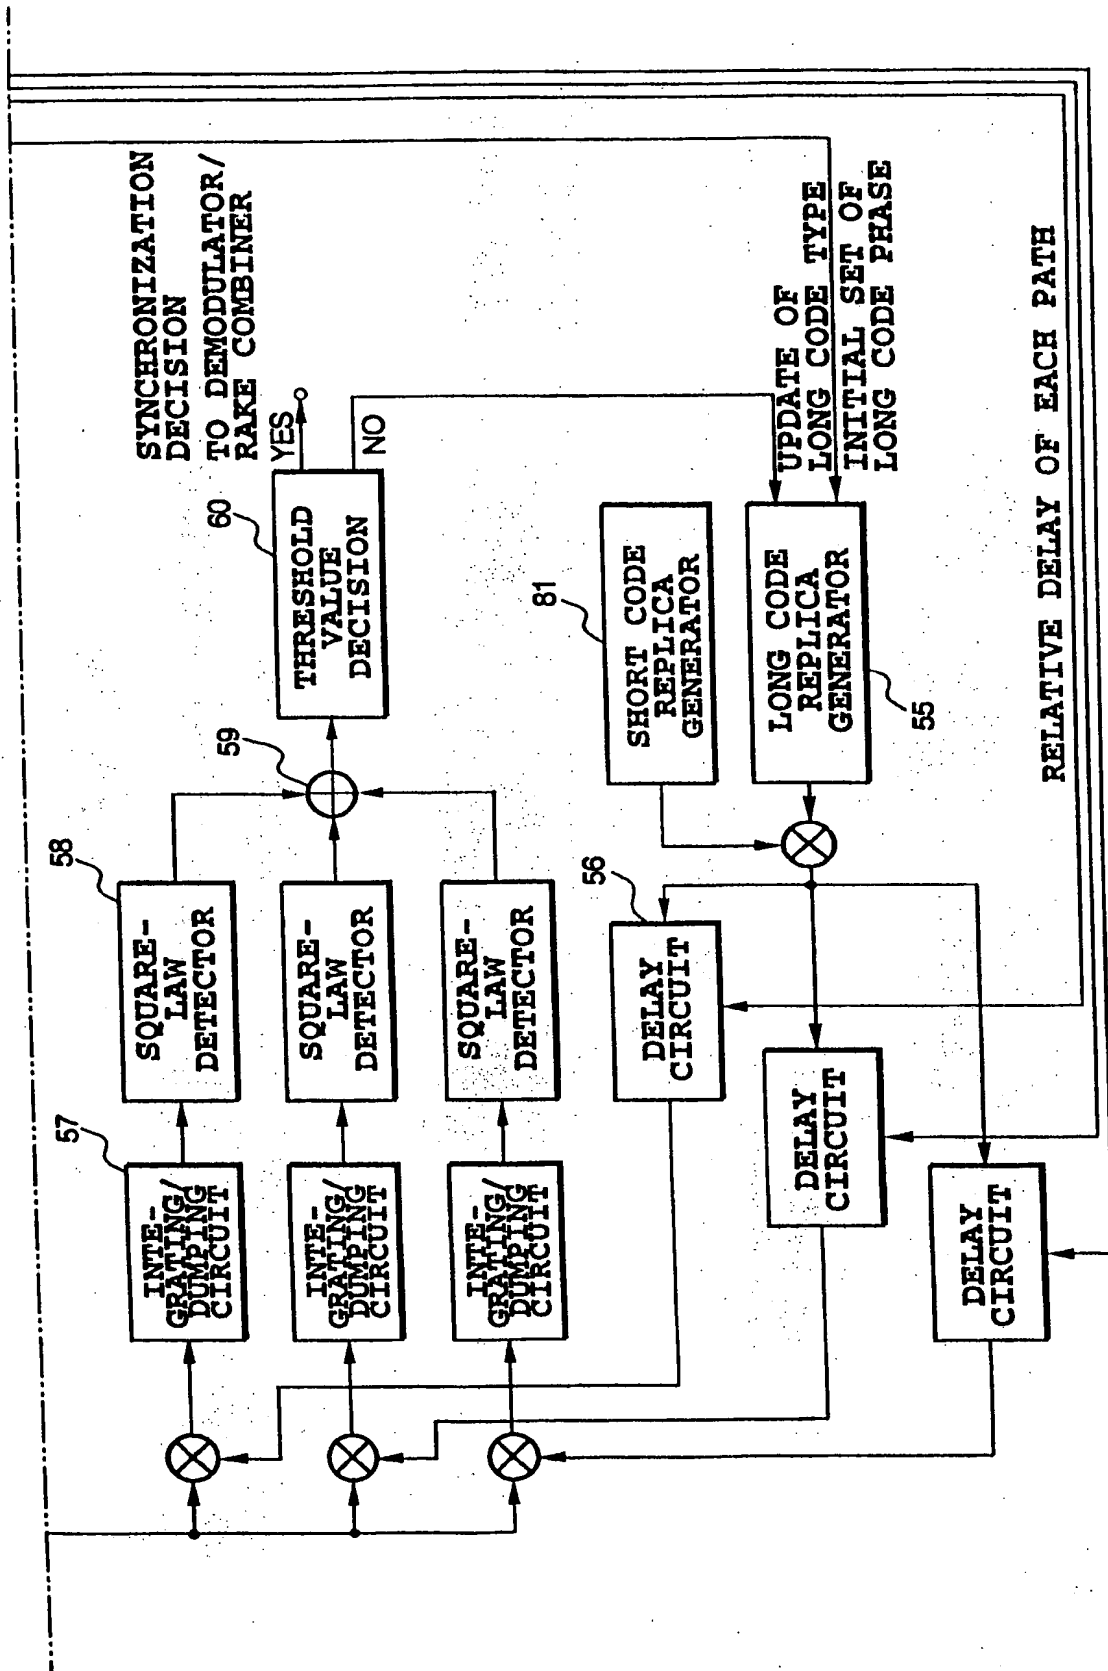 57
INTE-
GRATING/
DUMPING
CIRCUIT
58
SQUARE-
LAW
DETECTOR
59
60
THRESHOLD
VALUE
DECISION
YES
NO
SYNCHRONIZATION
DECISION
TO DEMODULATOR/
RAKE COMBINER
INTE-
GRATING/
DUMPING
CIRCUIT
SQUARE-
LAW
DETECTOR
INTE-
GRATING/
DUMPING
CIRCUIT
SQUARE-
LAW
DETECTOR
56
DELAY
CIRCUIT
81
SHORT CODE
REPLICA
GENERATOR
LONG CODE
REPLICA
GENERATOR
55
UPDATE OF
LONG CODE TYPE
INITIAL SET OF
LONG CODE PHASE
DELAY
CIRCUIT
DELAY
CIRCUIT
RELATIVE DELAY OF EACH PATH